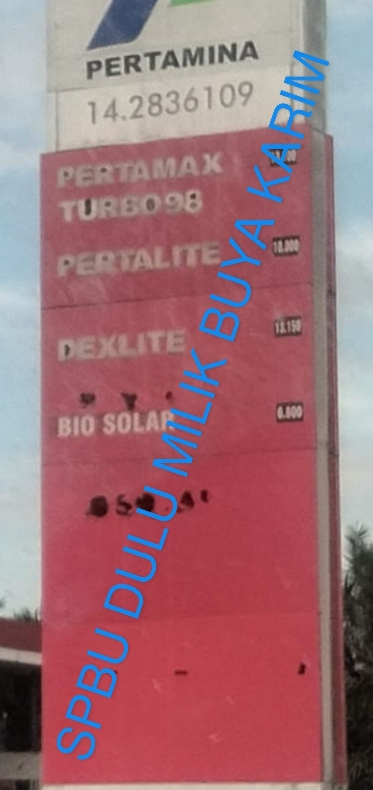 PERTAMINA
14.2836109
PERTAMAX
TURBO98
PERTALITE 10.000
DEXLITE 13.150
BIO SOLAR 6.800
SPBU DULU MILIK BUYA KARIM